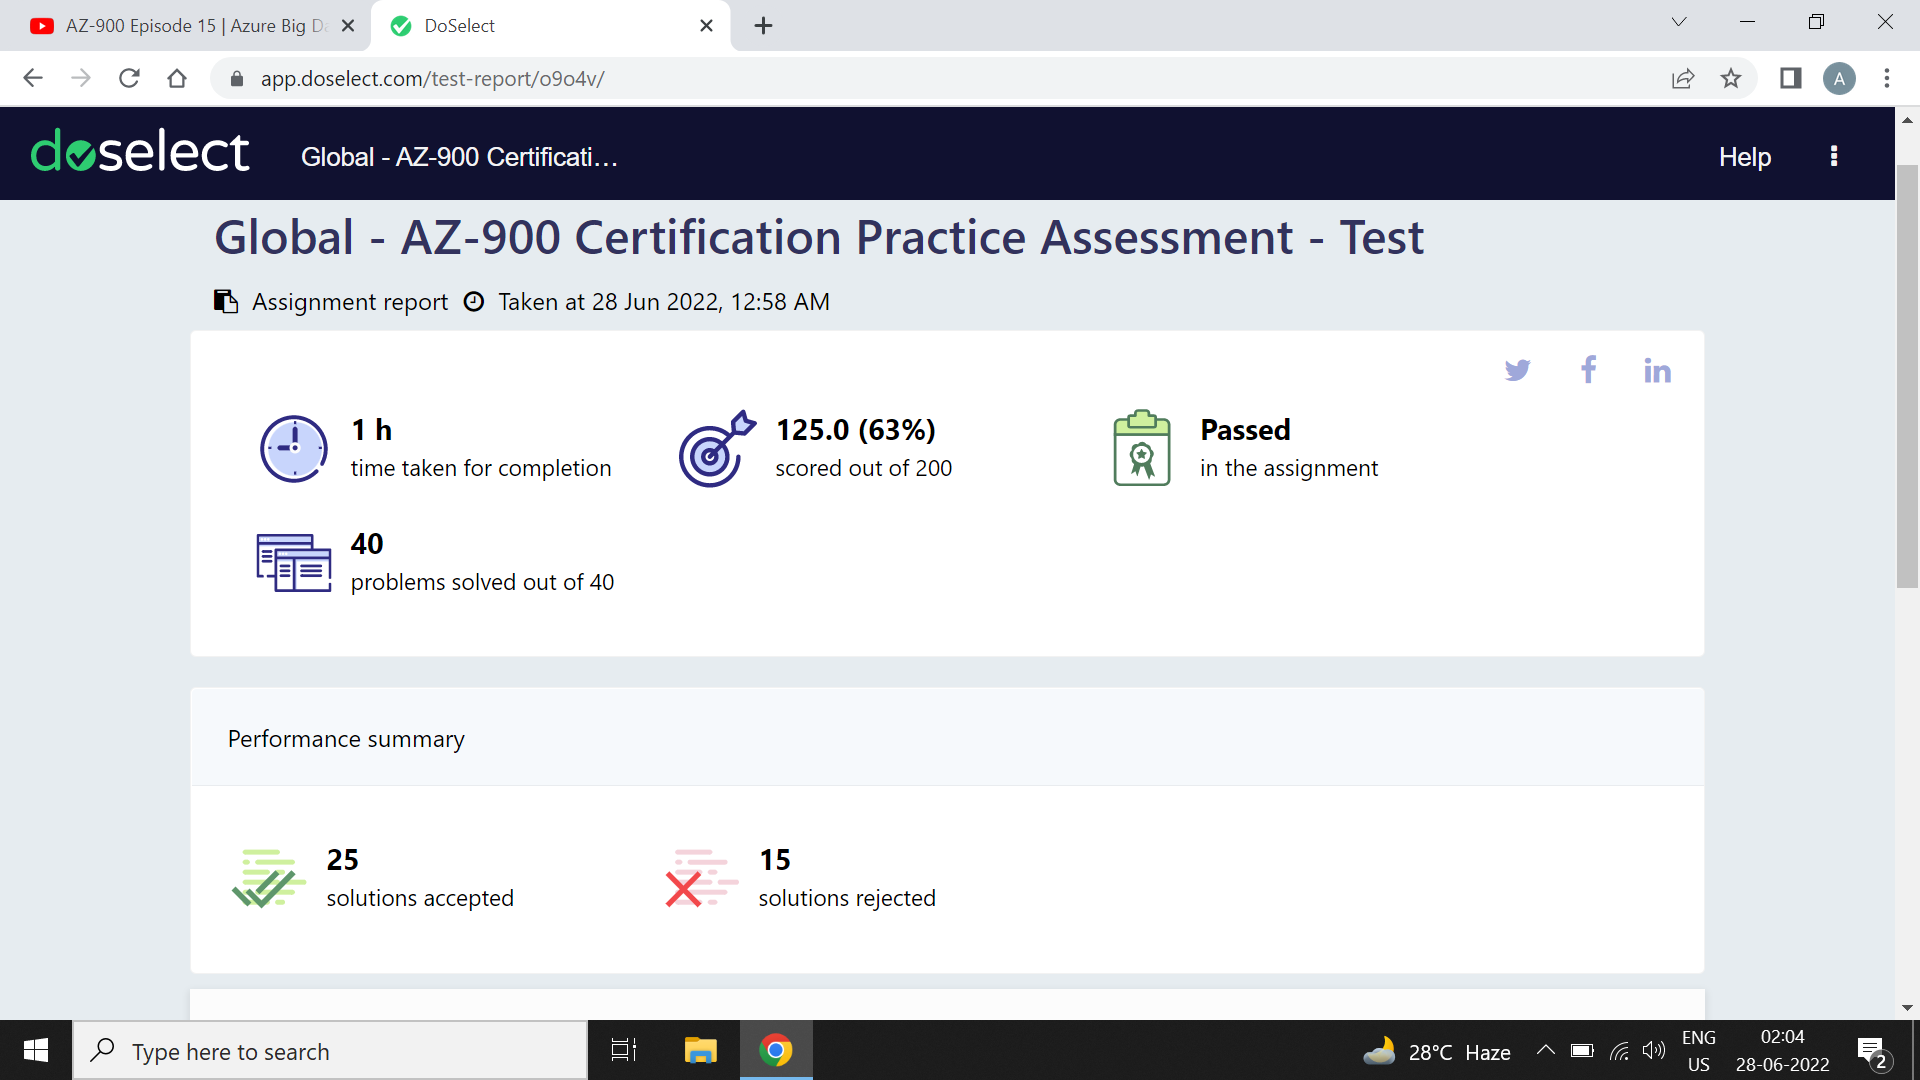 AZ-900 Episode 15 | Azure Big Da
DoSelect
app.doselect.com/test-report/o9o4v/
A
doselect
Global - AZ-900 Certificati...
Help
Global - AZ-900 Certification Practice Assessment - Test
Assignment report Taken at 28 Jun 2022, 12:58 AM
1 h
time taken for completion
125.0 (63%)
scored out of 200
Passed
in the assignment
40
problems solved out of 40
Performance summary
25
solutions accepted
15
solutions rejected
Type here to search
28°C Haze
ENG
US
02:04
28-06-2022
2